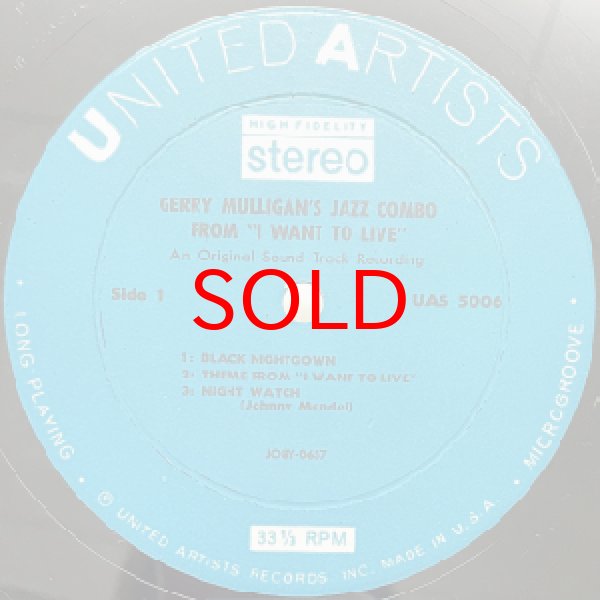 UNITED ARTISTS
HIGH FIDELITY
stereo
GERRY MULLIGAN'S JAZZ COMBO
FROM "I WANT TO LIVE"
An Original Sound Track Recording
Side 1
SOLD
UAS 5006
1: BLACK NIGHTGOWN
2: THEME FROM "I WANT TO LIVE"
3: NIGHT WATCH
(Johnny Mandel)
33⅓ RPM
• LONG PLAYING •
• MICROGROOVE •
℗ UNITED ARTISTS RECORDS, INC. MADE IN U.S.A.